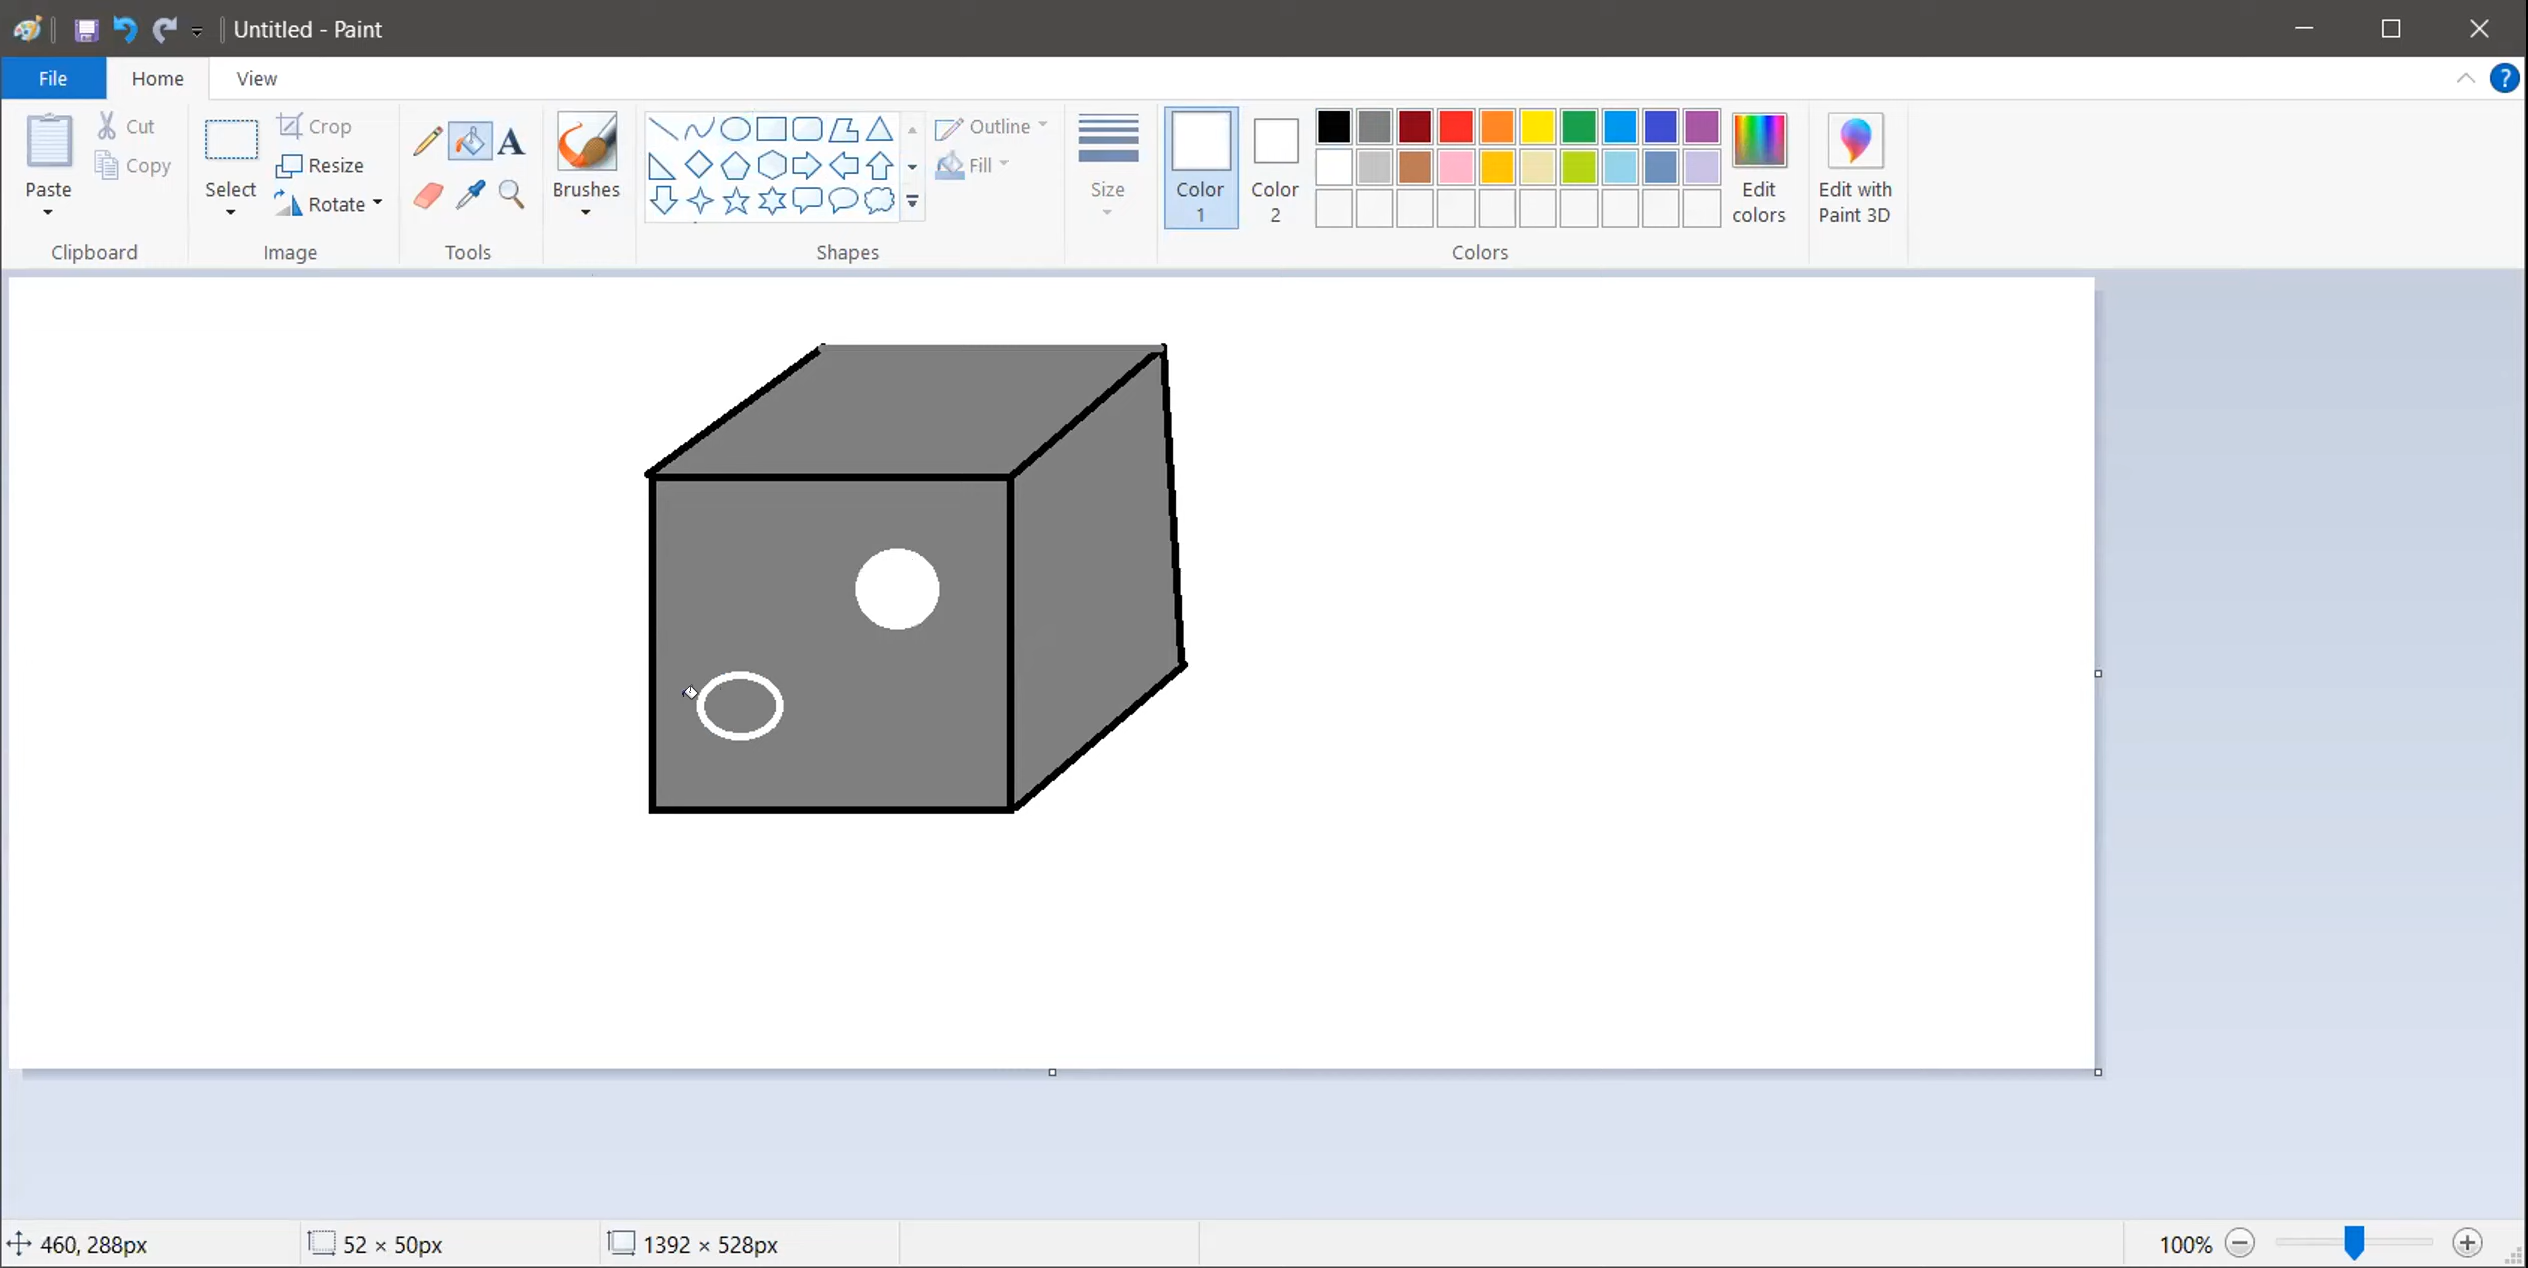 Untitled - Paint
File Home View
Paste Cut Copy Clipboard
Select Crop Resize Rotate Image
A
Tools
Brushes
Outline Fill Shapes
Size
Color 1 Color 2 Edit colors Colors
Edit with Paint 3D
?
460, 288px 52 × 50px 1392 × 528px 100%